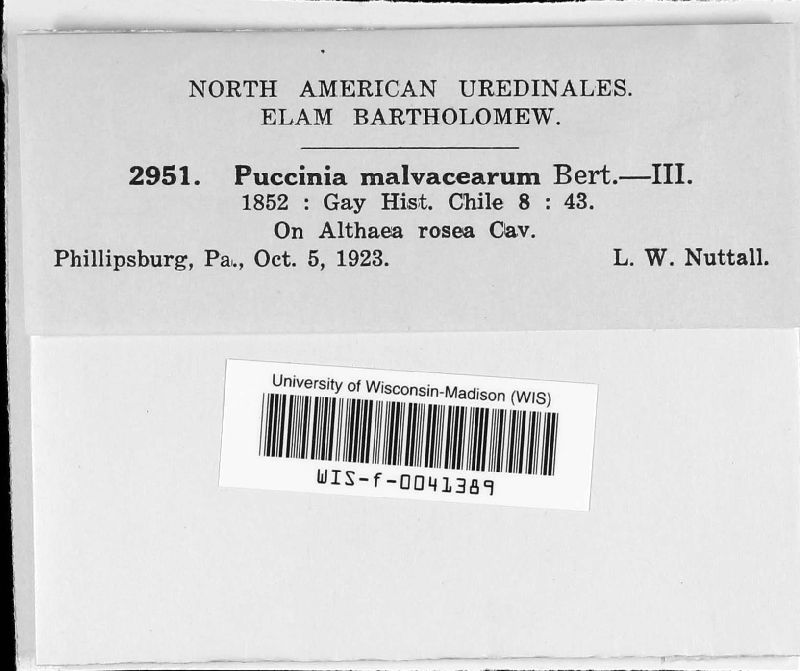 NORTH AMERICAN UREDINALES.
ELAM BARTHOLOMEW.
2951. Puccinia malvacearum Bert.—III.
1852 : Gay Hist. Chile 8 : 43.
On Althaea rosea Cav.
Phillipsburg, Pa., Oct. 5, 1923. L. W. Nuttall.
University of Wisconsin-Madison (WIS)
WIS-f-0041389